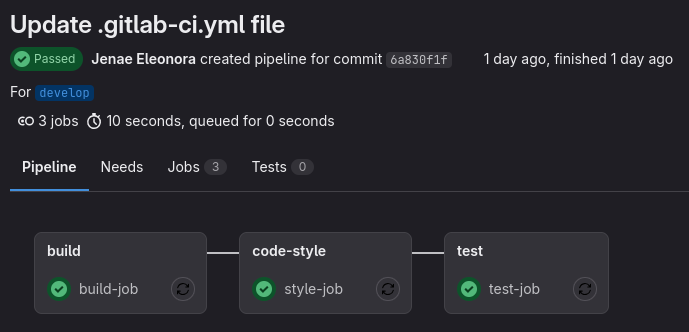 Update .gitlab-ci.yml file
Passed Jenae Eleonora created pipeline for commit 6a830f1f 1 day ago, finished 1 day ago
For develop
3 jobs 10 seconds, queued for 0 seconds
Pipeline Needs Jobs 3 Tests 0
build code-style test
build-job style-job test-job